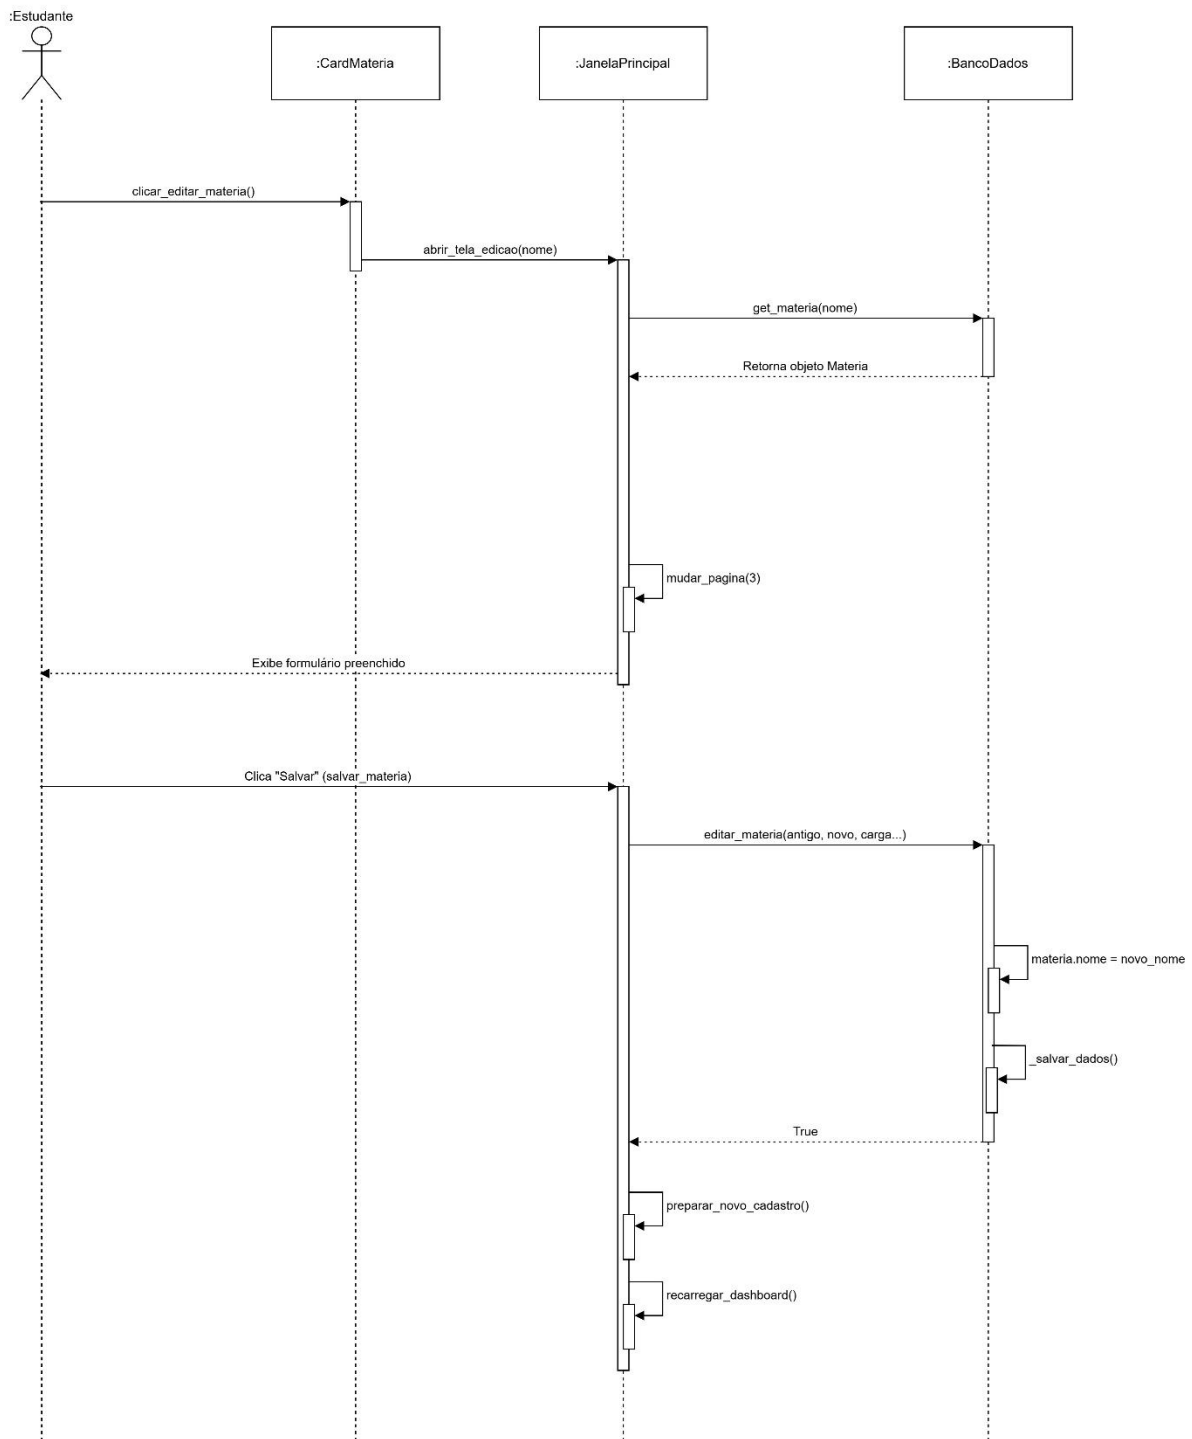 :Estudante
:CardMateria
:JanelaPrincipal
:BancoDados
clicar_editar_materia()
abrir_tela_edicao(nome)
get_materia(nome)
Retorna objeto Materia
mudar_pagina(3)
Exibe formulário preenchido
Clica "Salvar" (salvar_materia)
editar_materia(antigo, novo, carga...)
materia.nome = novo_nome
_salvar_dados()
True
preparar_novo_cadastro()
recarregar_dashboard()